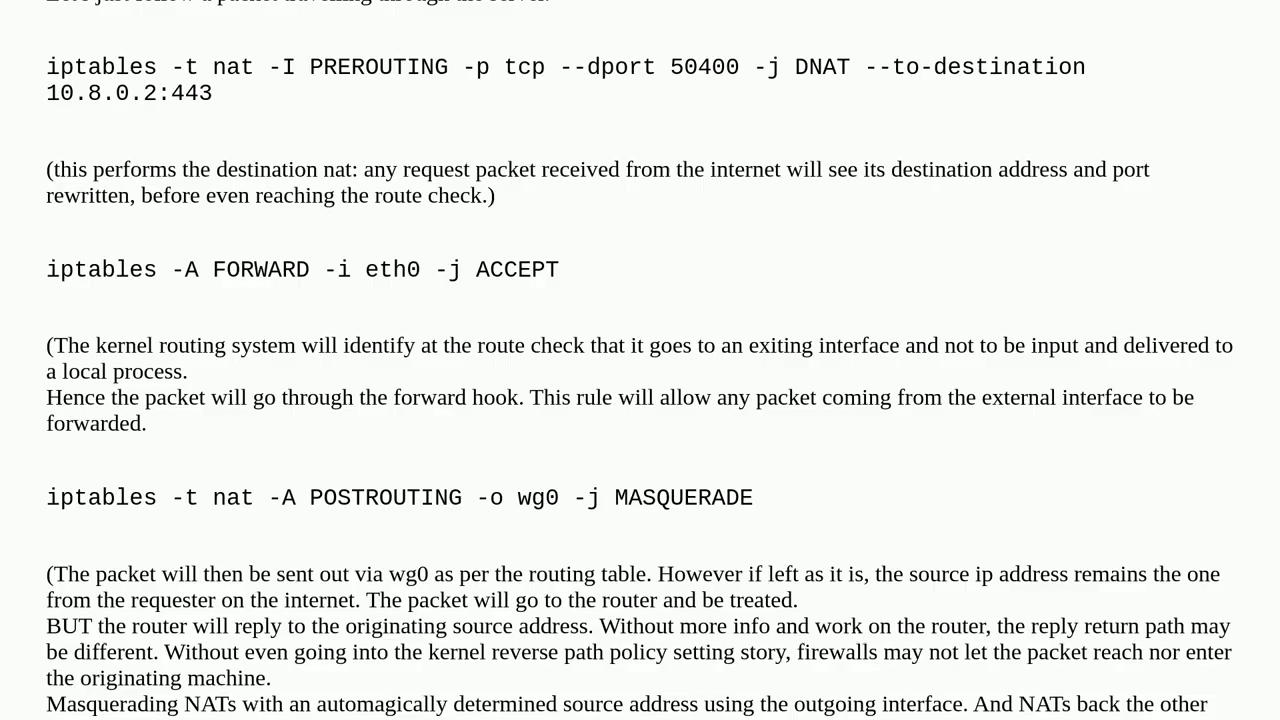 Let's just follow a packet travelling through the server.
iptables -t nat -I PREROUTING -p tcp --dport 50400 -j DNAT --to-destination
10.8.0.2:443
(this performs the destination nat: any request packet received from the internet will see its destination address and port
rewritten, before even reaching the route check.)
iptables -A FORWARD -i eth0 -j ACCEPT
(The kernel routing system will identify at the route check that it goes to an exiting interface and not to be input and delivered to
a local process.
Hence the packet will go through the forward hook. This rule will allow any packet coming from the external interface to be
forwarded.
iptables -t nat -A POSTROUTING -o wg0 -j MASQUERADE
(The packet will then be sent out via wg0 as per the routing table. However if left as it is, the source ip address remains the one
from the requester on the internet. The packet will go to the router and be treated.
BUT the router will reply to the originating source address. Without more info and work on the router, the reply return path may
be different. Without even going into the kernel reverse path policy setting story, firewalls may not let the packet reach nor enter
the originating machine.
Masquerading NATs with an automagically determined source address using the outgoing interface. And NATs back the other